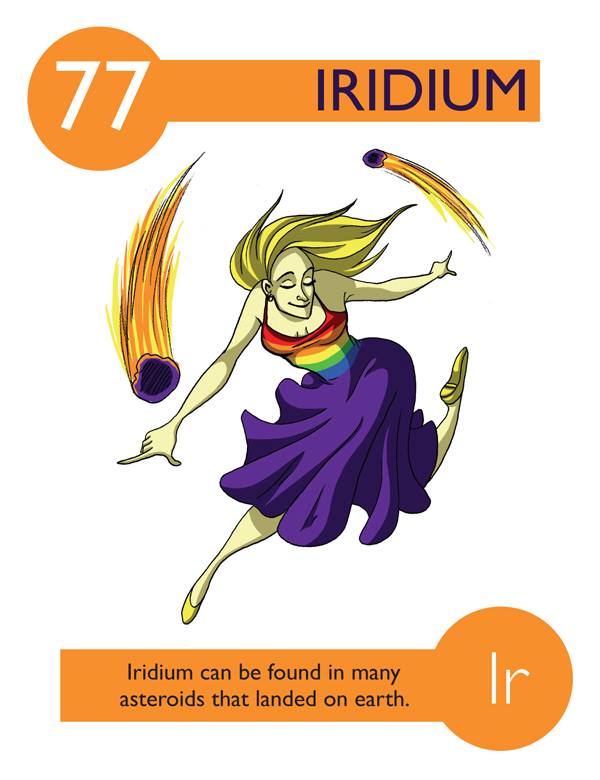 77
IRIDIUM
Iridium can be found in many
asteroids that landed on earth.
Ir